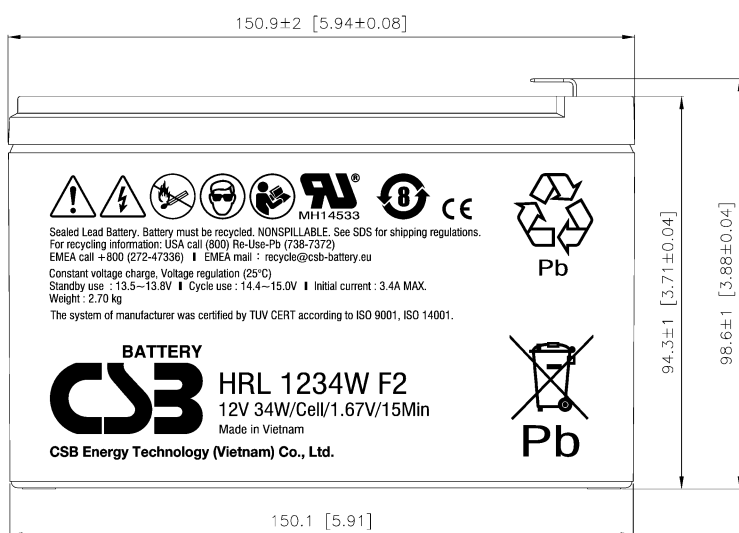 150.9±2 [5.94±0.08]
MH14533
Sealed Lead Battery. Battery must be recycled. NONSPILLABLE. See SDS for shipping regulations.
For recycling information: USA call (800) Re-Use-Pb (738-7372)
EMEA call +800 (272-47336) I EMEA mail : recycle@csb-battery.eu
Constant voltage charge, Voltage regulation (25°C)
Standby use : 13.5~13.8V I Cycle use : 14.4~15.0V I Initial current : 3.4A MAX.
Weight : 2.70 kg
The system of manufacturer was certified by TUV CERT according to ISO 9001, ISO 14001.
RU®
8
CE
Pb
94.3±1 [3.71±0.04]
98.6±1 [3.88±0.04]
BATTERY
CSB
HRL 1234W F2
12V 34W/Cell/1.67V/15Min
Made in Vietnam
CSB Energy Technology (Vietnam) Co., Ltd.
Pb
150.1 [5.91]